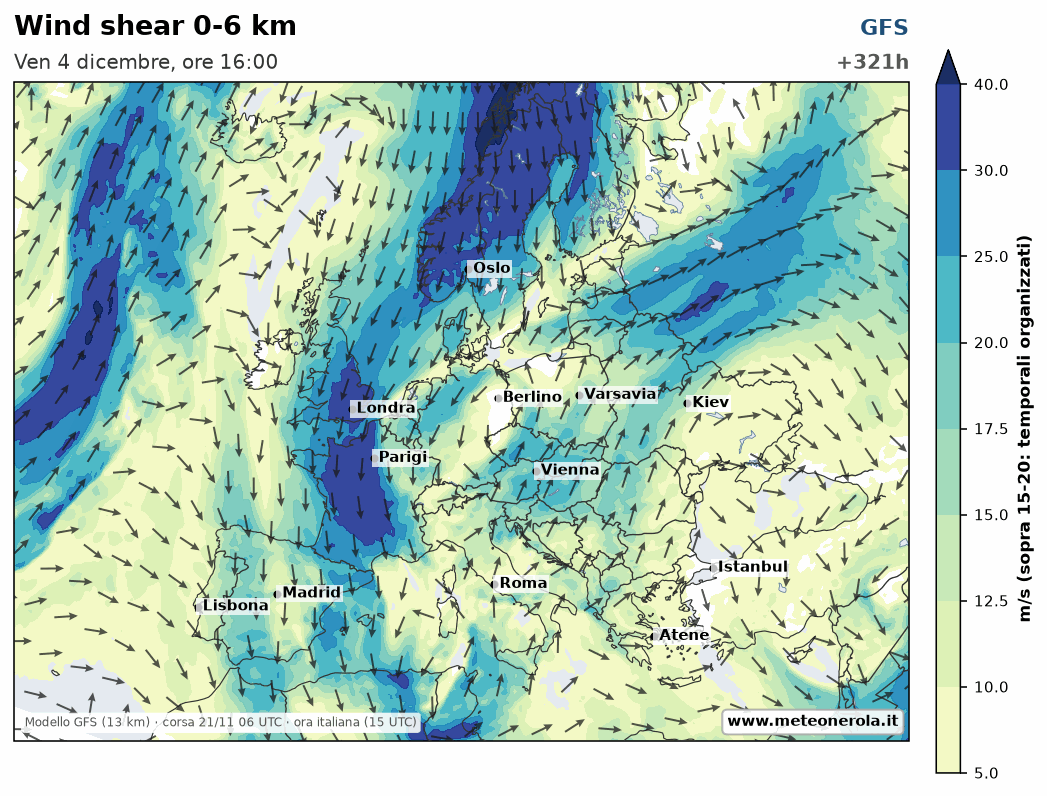 Wind shear 0-6 km
GFS
Ven 4 dicembre, ore 16:00
+321h
40.0
30.0
25.0
20.0
17.5
15.0
12.5
10.0
5.0
m/s (sopra 15-20: temporali organizzati)
Oslo
Berlino
Varsavia
Kiev
Londra
Parigi
Vienna
Istanbul
Roma
Madrid
Lisbona
Atene
Modello GFS (13 km) · corsa 21/11 06 UTC · ora italiana (15 UTC)
www.meteonerola.it